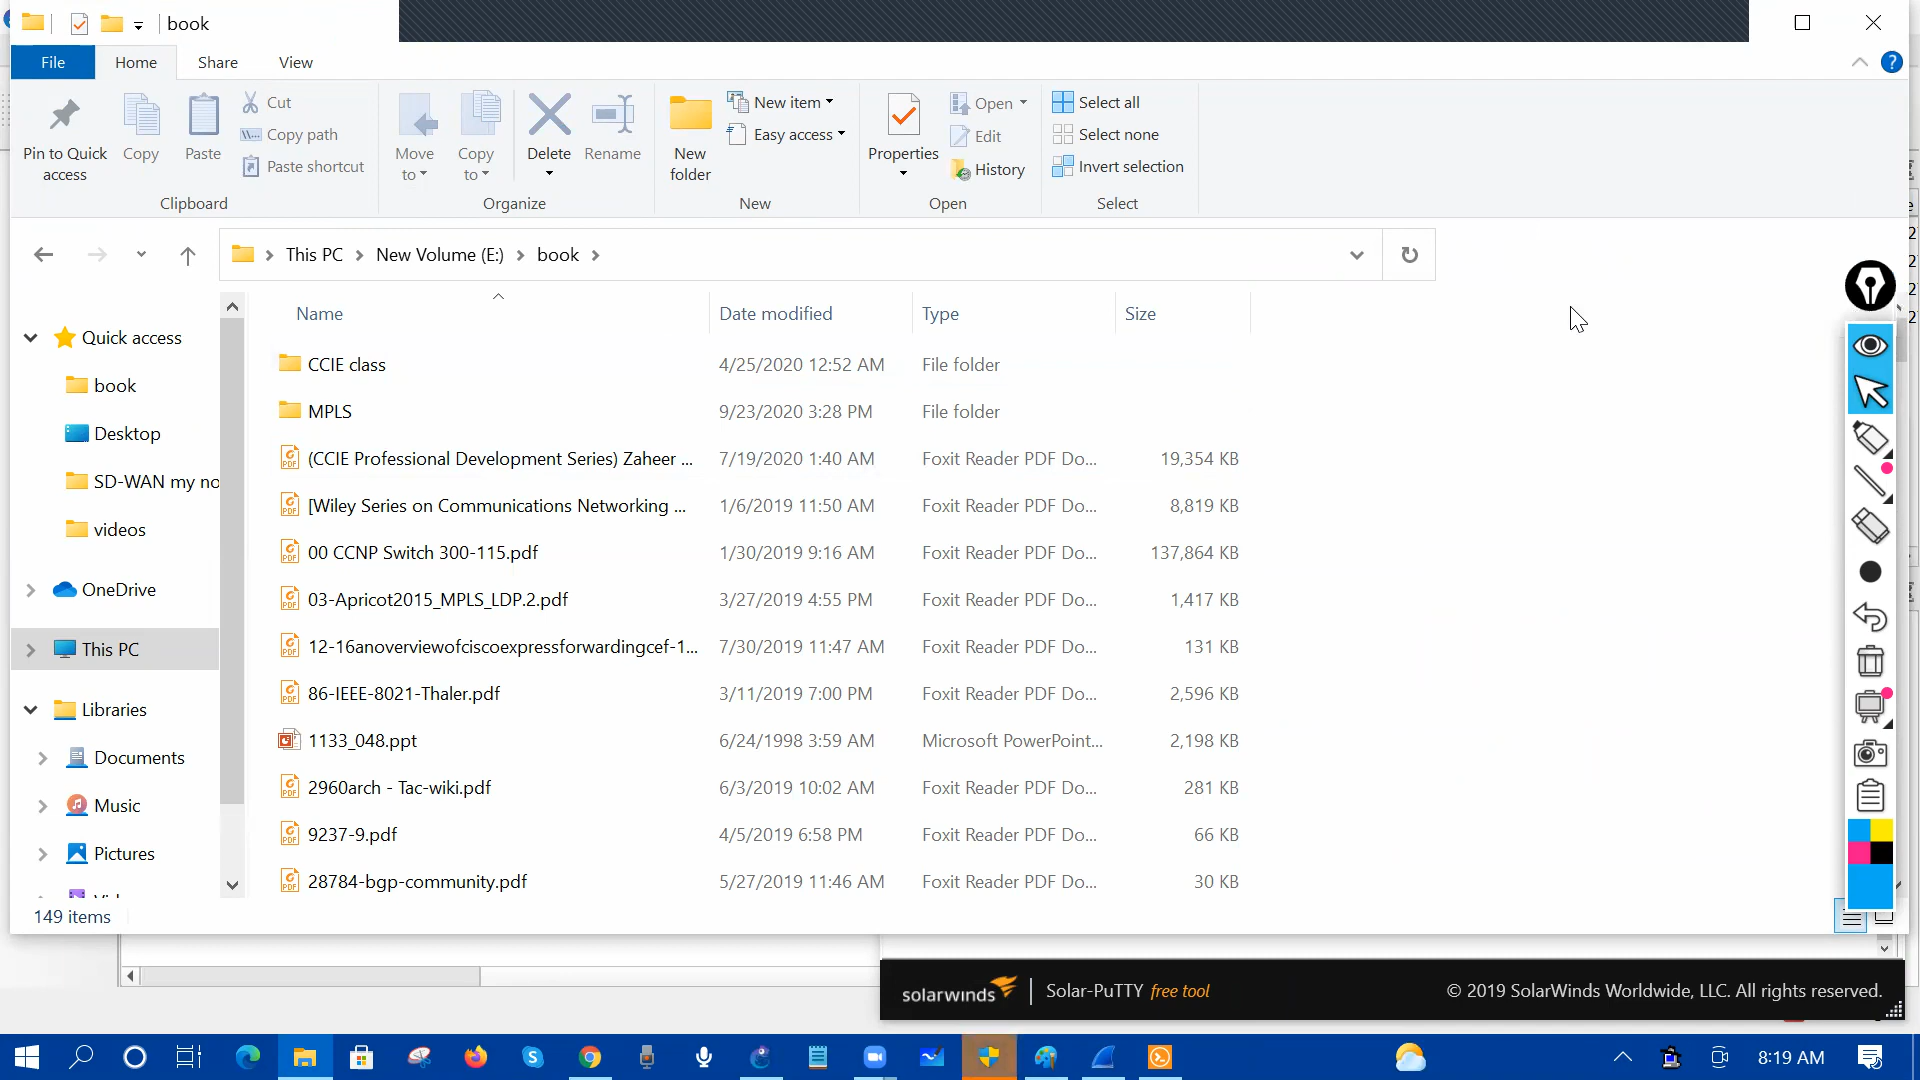 book
File Home Share View
Pin to Quick access
Copy
Paste
Cut
Copy path
Paste shortcut
Clipboard
Move to
Copy to
Delete
Rename
Organize
New folder
New item
Easy access
New
Properties
Open
Edit
History
Open
Select all
Select none
Invert selection
Select
This PC New Volume (E:) book
Quick access
book
Desktop
SD-WAN my no
videos
OneDrive
This PC
Libraries
Documents
Music
Pictures
Name Date modified Type Size
CCIE class 4/25/2020 12:52 AM File folder
MPLS 9/23/2020 3:28 PM File folder
(CCIE Professional Development Series) Zaheer ... 7/19/2020 1:40 AM Foxit Reader PDF Do... 19,354 KB
[Wiley Series on Communications Networking ... 1/6/2019 11:50 AM Foxit Reader PDF Do... 8,819 KB
00 CCNP Switch 300-115.pdf 1/30/2019 9:16 AM Foxit Reader PDF Do... 137,864 KB
03-Apricot2015_MPLS_LDP.2.pdf 3/27/2019 4:55 PM Foxit Reader PDF Do... 1,417 KB
12-16anoverviewofciscoexpressforwardingcef-1... 7/30/2019 11:47 AM Foxit Reader PDF Do... 131 KB
86-IEEE-8021-Thaler.pdf 3/11/2019 7:00 PM Foxit Reader PDF Do... 2,596 KB
1133_048.ppt 6/24/1998 3:59 AM Microsoft PowerPoint... 2,198 KB
2960arch - Tac-wiki.pdf 6/3/2019 10:02 AM Foxit Reader PDF Do... 281 KB
9237-9.pdf 4/5/2019 6:58 PM Foxit Reader PDF Do... 66 KB
28784-bgp-community.pdf 5/27/2019 11:46 AM Foxit Reader PDF Do... 30 KB
149 items
solarwinds Solar-PuTTY free tool © 2019 SolarWinds Worldwide, LLC. All rights reserved.
8:19 AM